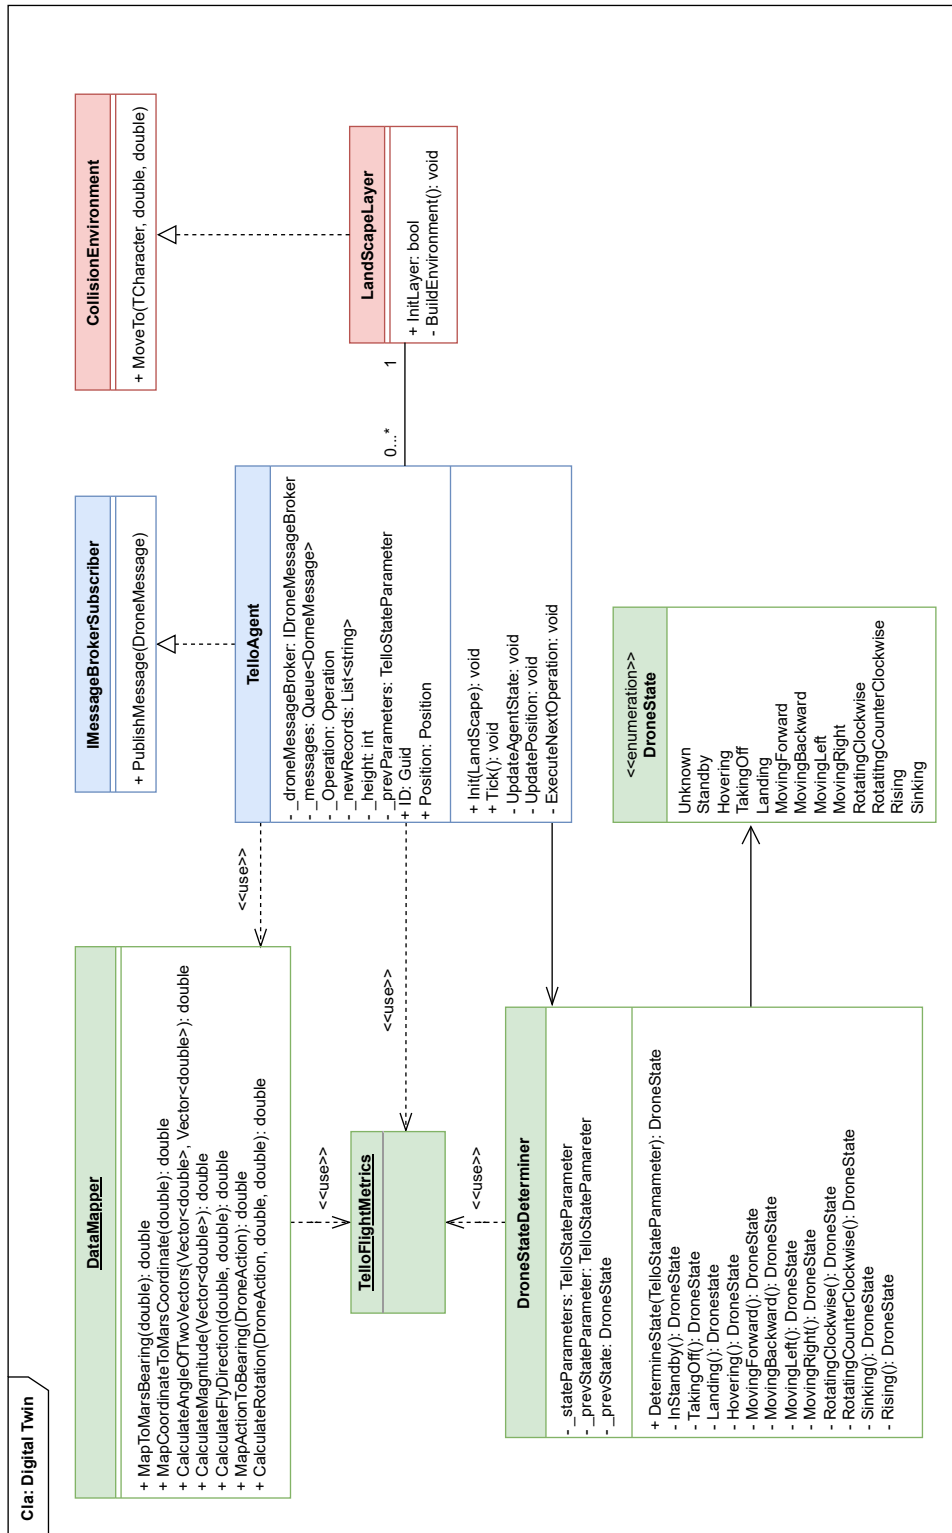 Cla: Digital Twin
DataMapper
+ MapToMarsBearing(double): double
+ MapCoordinateToMarsCoordinate(double): double
+ CalculateAngleOfTwoVectors(Vector<double>, Vector<double>): double
+ CalculateMagnitude(Vector<double>): double
+ CalculateFlyDirection(double, double): double
+ MapActionToBearing(DroneAction): double
+ CalculateRotation(DroneAction, double, double): double
<<use>>
IMessageBrokerSubscriber
+ PublishMessage(DroneMessage)
CollisionEnvironment
+ MoveTo(TCharacter, double, double)
<<use>>
TelloFlightMetrics
<<use>>
<<use>>
TelloAgent
- _droneMessageBroker: IDroneMessageBroker
- _messages: Queue<DorneMessage>
- _Operation: Operation
- _newRecords: List<string>
- _height: int
- _prevParameters: TelloStateParameter
+ ID: Guid
+ Position: Position
+ Init(LandScape): void
+ Tick(): void
- UpdateAgentState: void
- UpdatePosition: void
- ExecuteNextOperation: void
0...*
1
LandScapeLayer
+ InitLayer: bool
- BuildEnvironment(): void
DroneStateDeterminer
- _stateParameters: TelloStateParameter
- _prevStateParameter: TelloStatePamareter
- _prevState: DroneState
+ DetermineState(TelloStatePamameter): DroneState
- InStandby(): DroneState
- TakingOff(): DroneState
- Landing(): Dronestate
- Hovering(): DroneState
- MovingForward(): DroneState
- MovingBackward(): DroneState
- MovingLeft(): DroneState
- MovingRight(): DroneState
- RotatingClockwise(): DroneState
- RotatingCounterClockwise(): DroneState
- Sinking(): DroneState
- Rising(): DroneState
<<enumeration>>
DroneState
Unknown
Standby
Hovering
TakingOff
Landing
MovingForward
MovingBackward
MovingLeft
MovingRight
RotatingClockwise
RotatitngCounterClockwise
Rising
Sinking